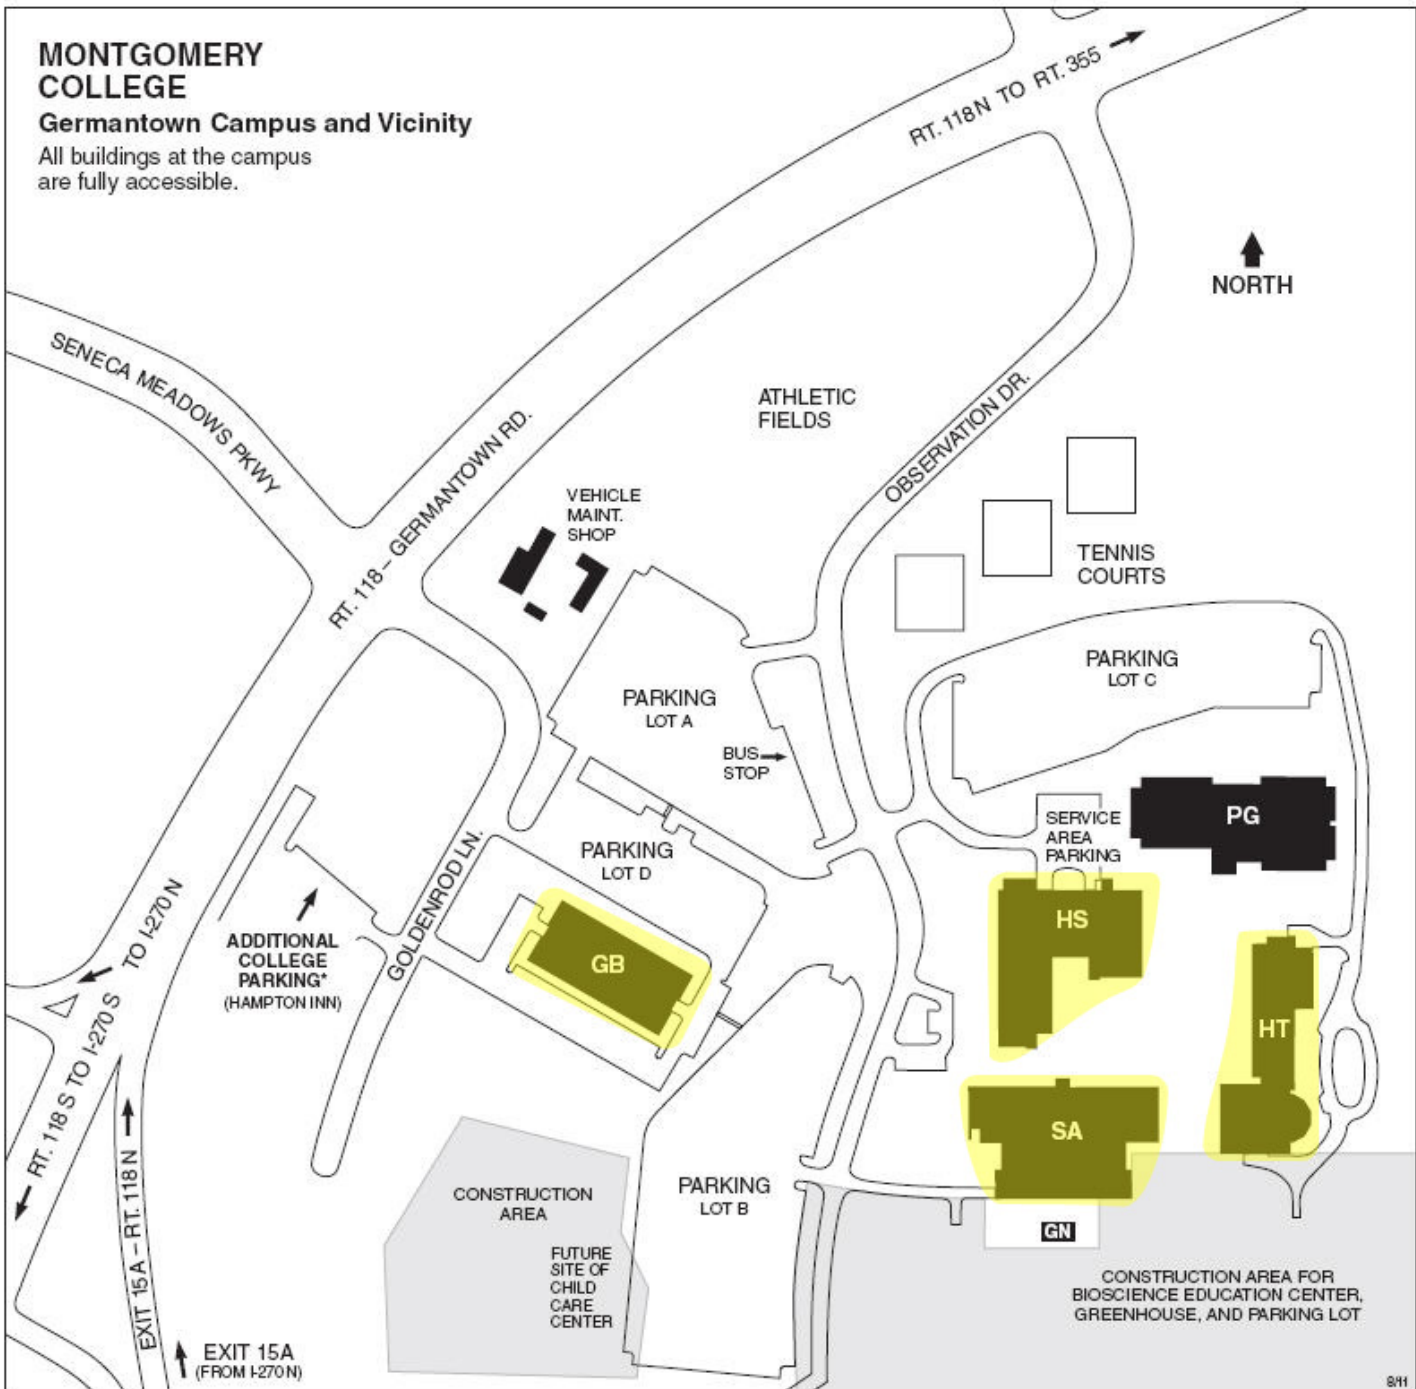 MONTGOMERY
COLLEGE
Germantown Campus and Vicinity
All buildings at the campus
are fully accessible.
RT. 118N TO RT. 355
NORTH
SENECA MEADOWS PKWY
RT. 118 – GERMANTOWN RD.
ATHLETIC
FIELDS
OBSERVATION DR.
VEHICLE
MAINT.
SHOP
TENNIS
COURTS
PARKING
LOT C
PARKING
LOT A
BUS
STOP
SERVICE
AREA
PARKING
PG
PARKING
LOT D
GOLDENROD LN.
HS
GB
ADDITIONAL
COLLEGE
PARKING*
(HAMPTON INN)
TO I-270 N
RT. 118 S TO I-270 S
HT
SA
EXIT 15A – RT. 118 N
CONSTRUCTION
AREA
PARKING
LOT B
GN
FUTURE
SITE OF
CHILD
CARE
CENTER
CONSTRUCTION AREA FOR
BIOSCIENCE EDUCATION CENTER,
GREENHOUSE, AND PARKING LOT
EXIT 15A
(FROM I-270 N)
8/11